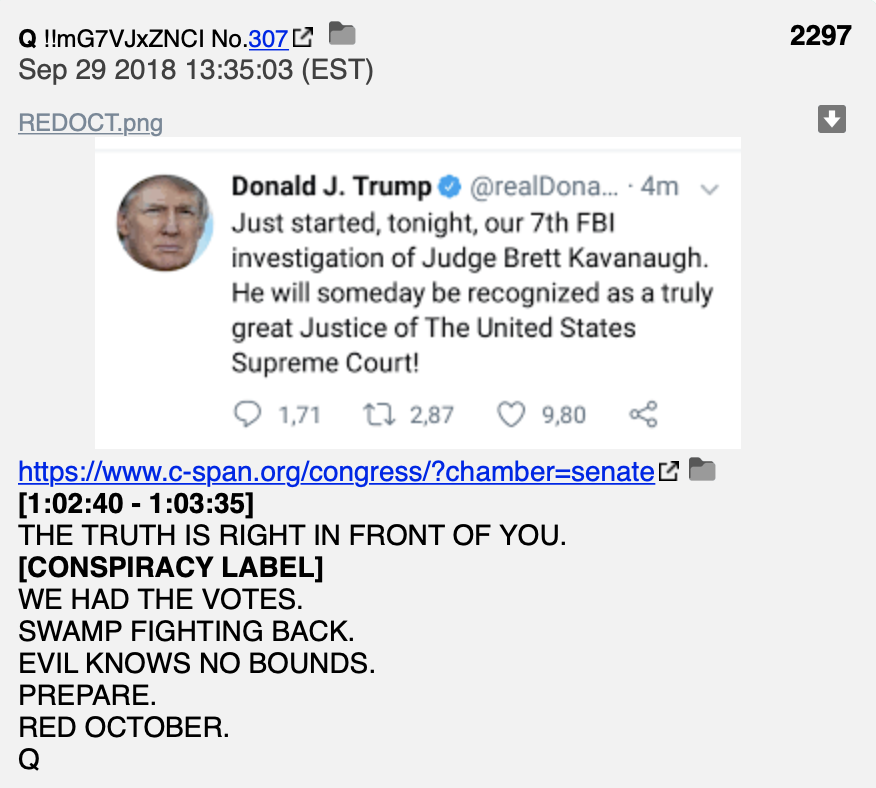 Q !!mG7VJxZNCI No.307 2297
Sep 29 2018 13:35:03 (EST)
REDOCT.png
Donald J. Trump @realDona... · 4m
Just started, tonight, our 7th FBI
investigation of Judge Brett Kavanaugh.
He will someday be recognized as a truly
great Justice of The United States
Supreme Court!
1,71 2,87 9,80
https://www.c-span.org/congress/?chamber=senate
[1:02:40 - 1:03:35]
THE TRUTH IS RIGHT IN FRONT OF YOU.
[CONSPIRACY LABEL]
WE HAD THE VOTES.
SWAMP FIGHTING BACK.
EVIL KNOWS NO BOUNDS.
PREPARE.
RED OCTOBER.
Q